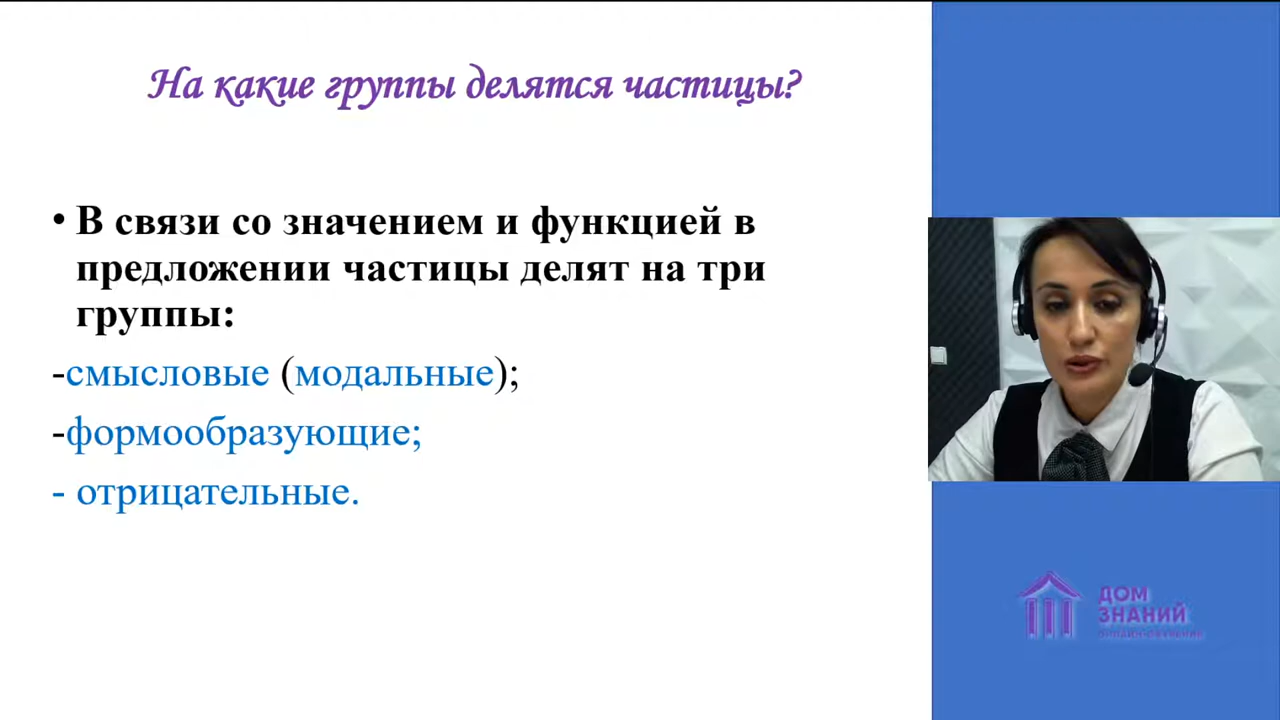 На какие группы делятся частицы?
• В связи со значением и функцией в
предложении частицы делят на три
группы:
-смысловые (модальные);
-формообразующие;
- отрицательные.
ДОМ
ЗНАНИЙ